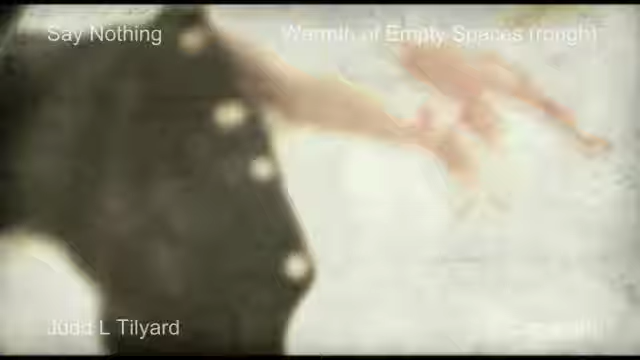 Say Nothing
Warmth of Empty Spaces (rough)
Judd L Tilyard